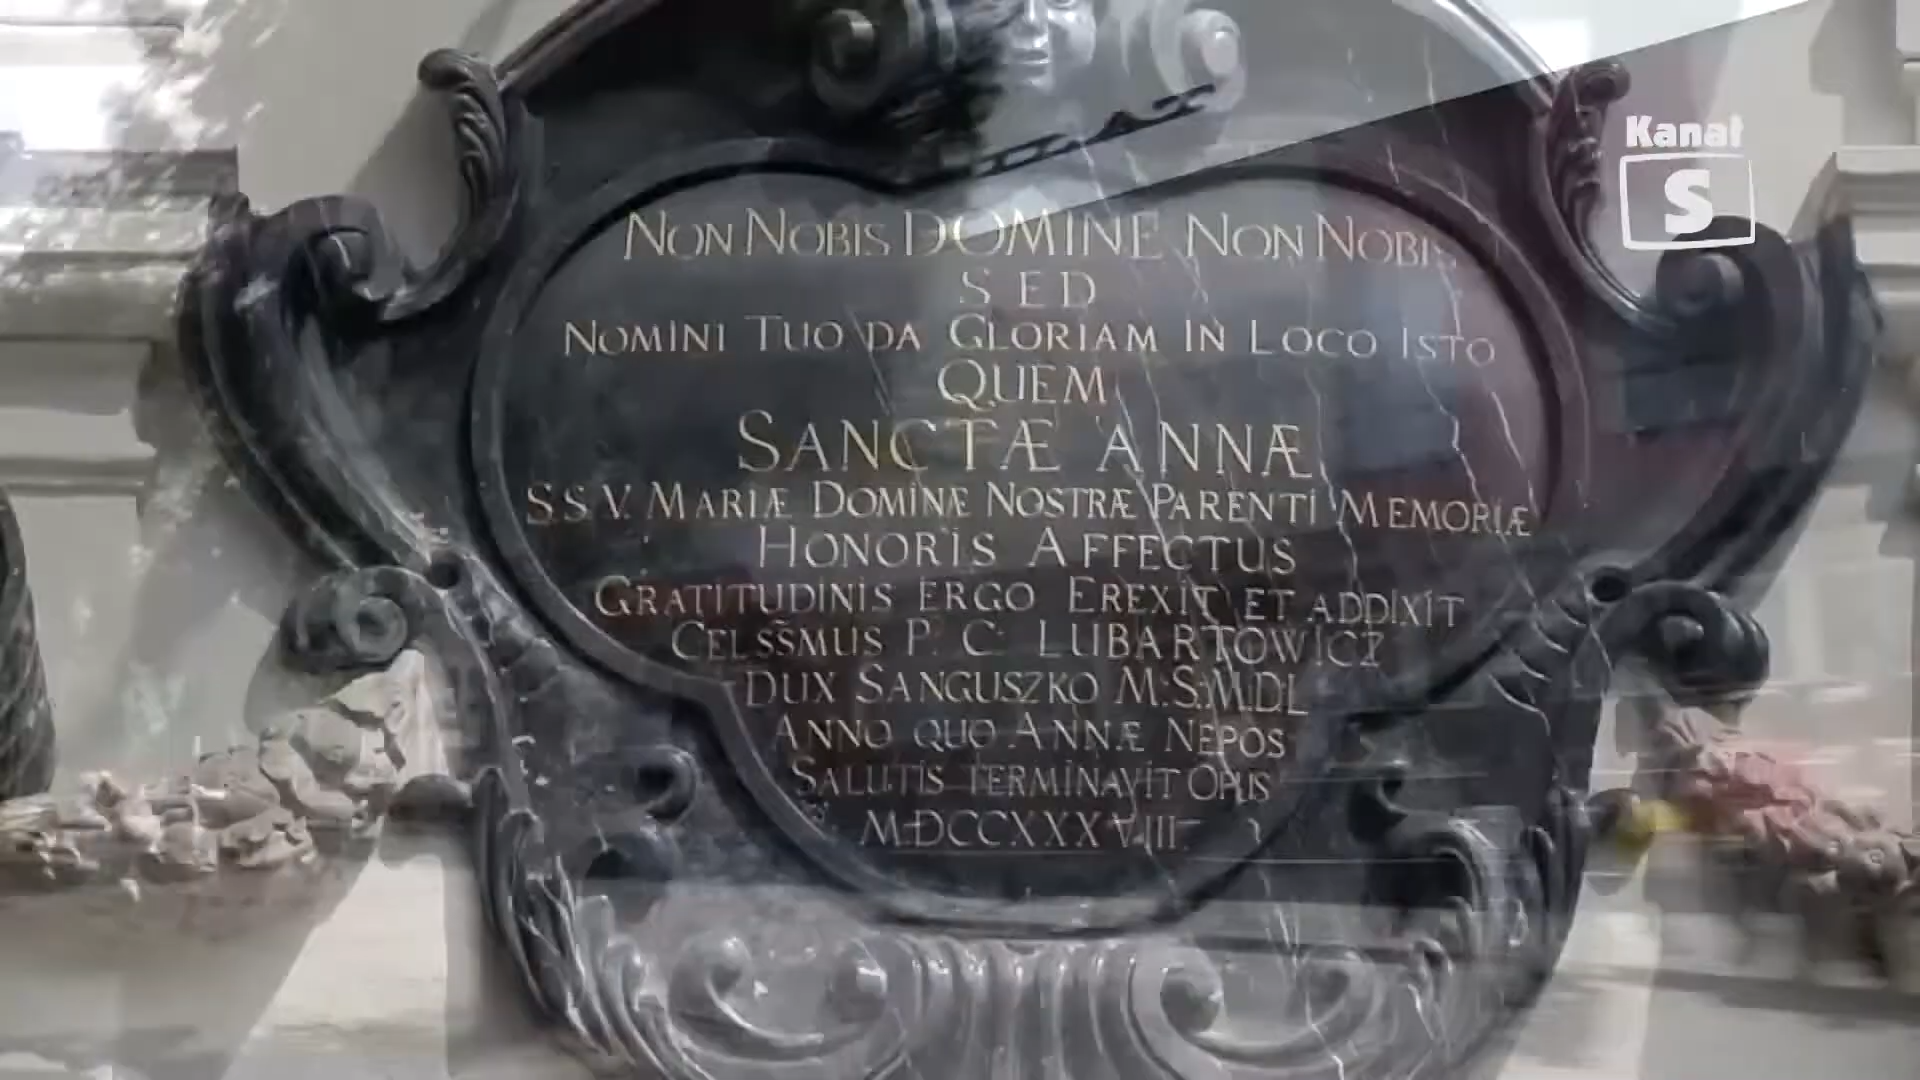 Kanał
S
NON NOBIS DOMINE NON NOBIS
SED
NOMINI TUO DA GLORIAM IN LOCO ISTO
QUEM
SANCTÆ ANNÆ
S.S.V. MARIÆ DOMINÆ NOSTRÆ PARENTI MEMORIÆ
HONORIS AFFECTUS
GRATITUDINIS ERGO EREXIT ET ADDIXIT
CELSSMUS P. C. LUBARTOWICZ
DUX SANGUSZKO M:S:M.DL
ANNO QUO ANNÆ NEPOS
SALUTIS TERMINAVIT OPUS
MDCCXXXVIII